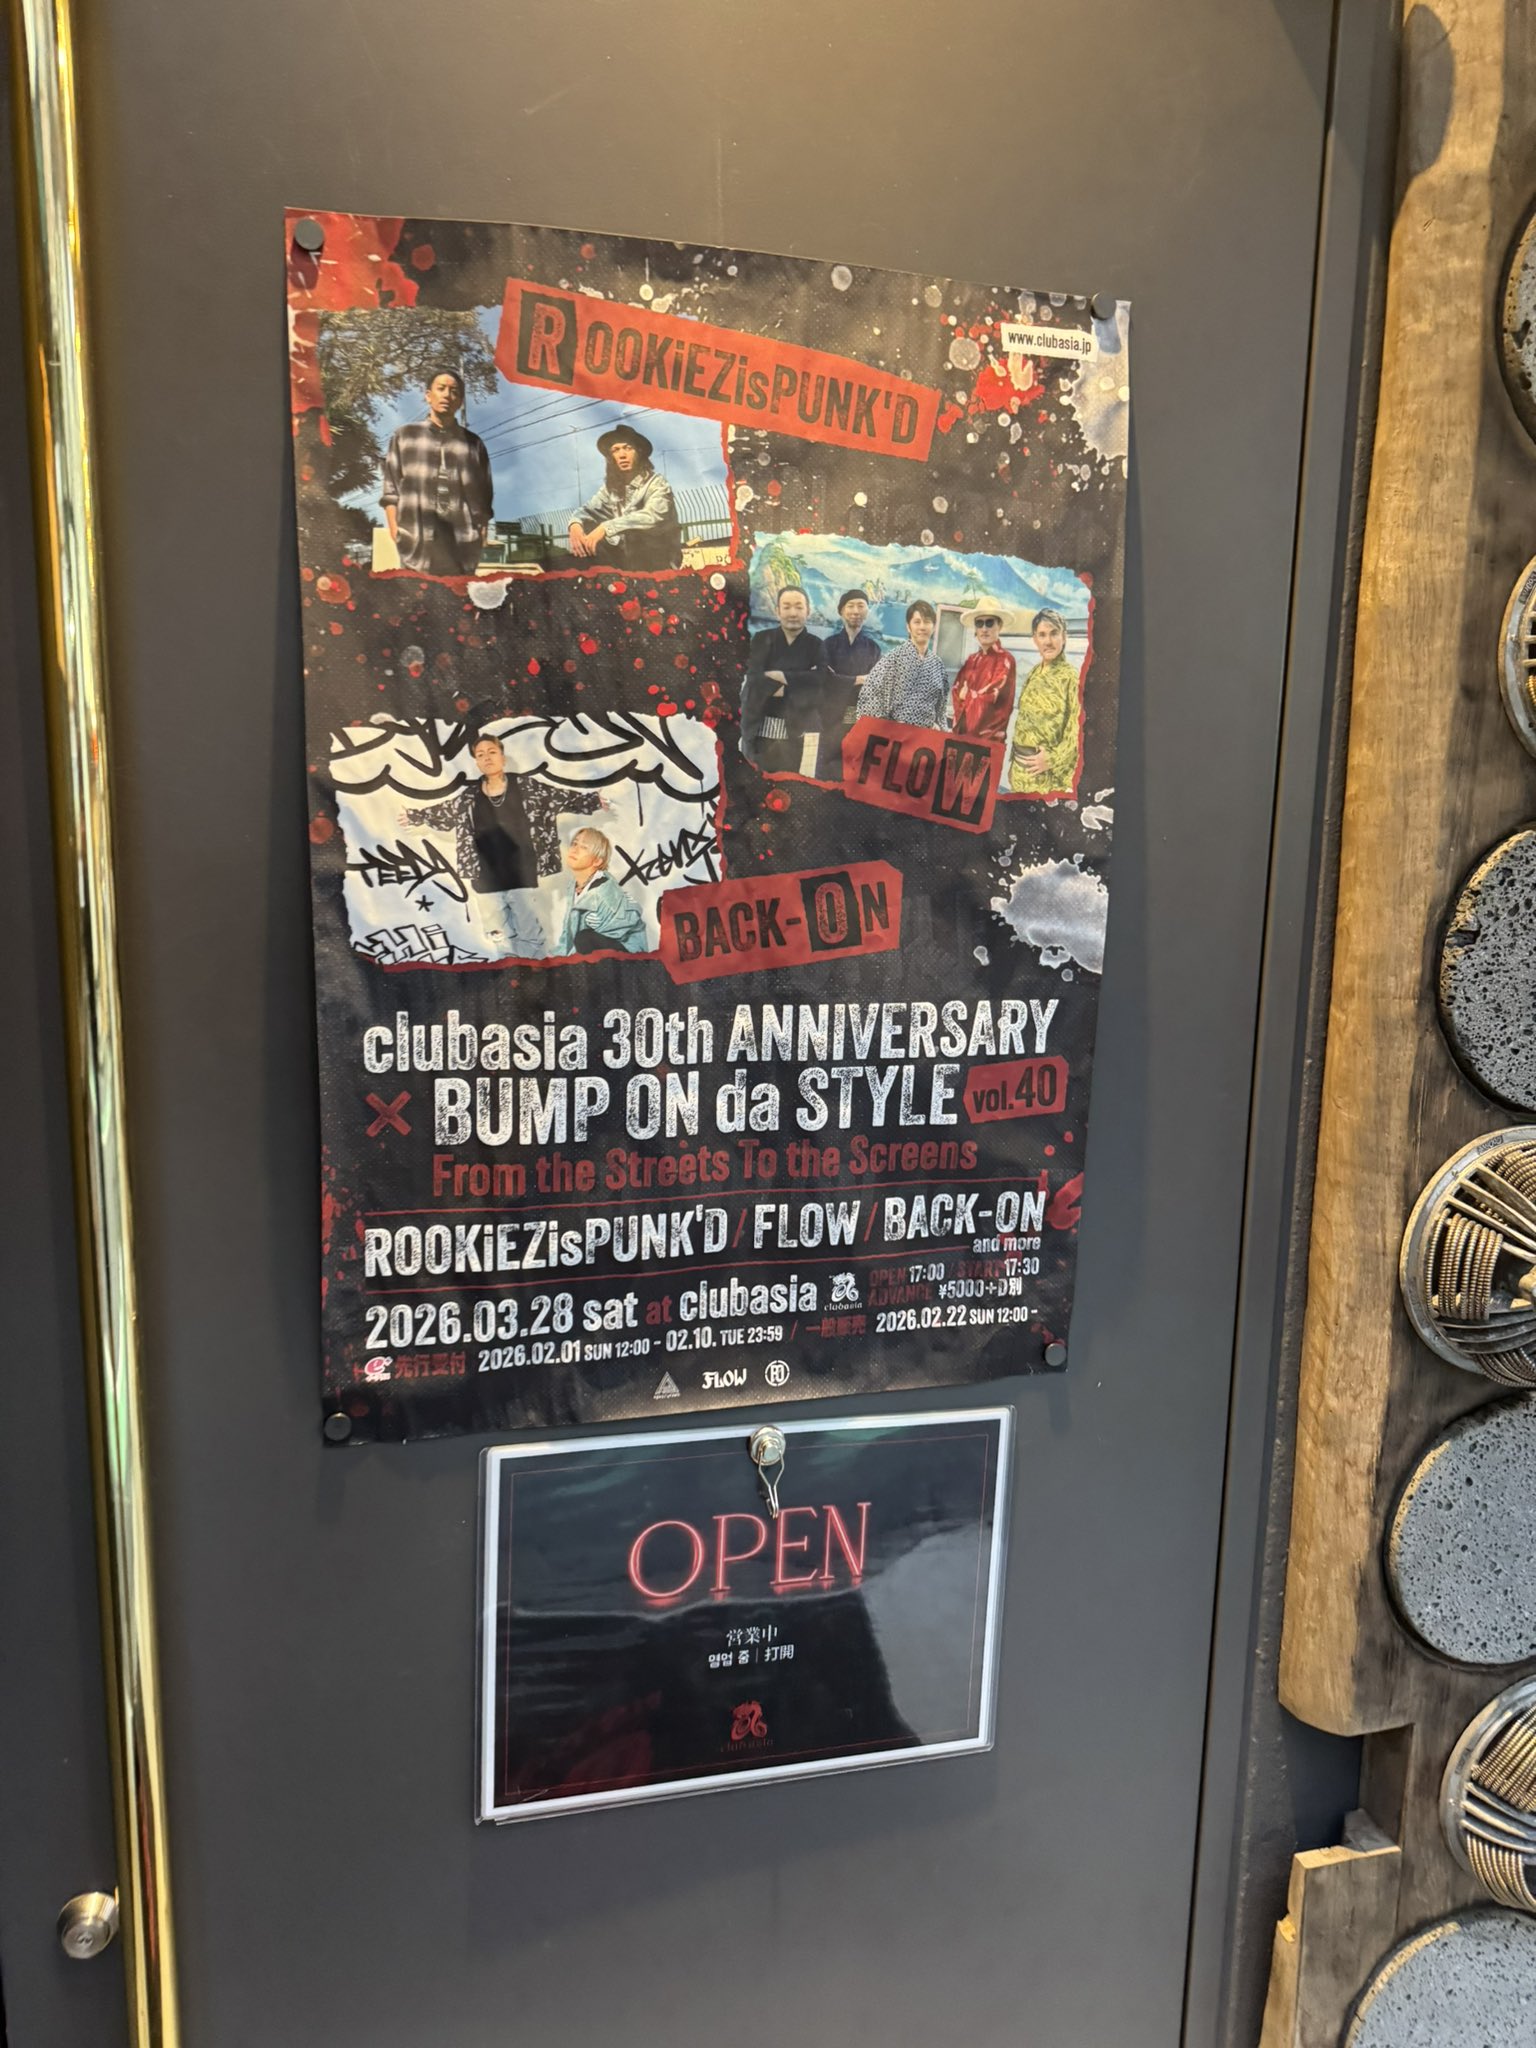 www.clubasia.jp
ROOKiEZisPUNK'D
FLOW
TEEDA
BACK-ON
clubasia 30th ANNIVERSARY
× BUMP ON da STYLE vol.40
From the Streets To the Screens
ROOKiEZisPUNK'D / FLOW / BACK-ON
and more
2026.03.28 sat at clubasia clubasia OPEN 17:00 / START 17:30
ADVANCE ¥5000+D別
e+ 先行受付 2026.02.01 SUN 12:00 - 02.10. TUE 23:59 / 一般販売 2026.02.22 SUN 12:00 -
FLOW
OPEN
営業中
영업 중 | 打開
clubasia